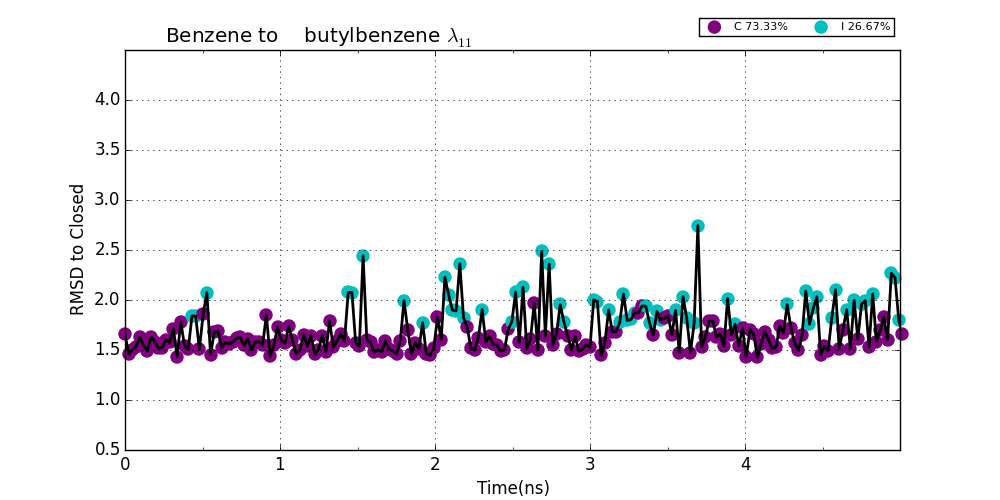 Benzene to butylbenzene λ₁₁
C 73.33% I 26.67%
RMSD to Closed
4.0
3.5
3.0
2.5
2.0
1.5
1.0
0.5
0 1 2 3 4
Time(ns)